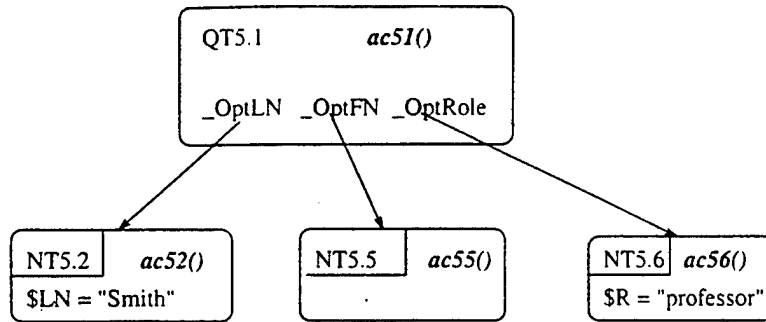 QT5.1 ac51()
_OptLN _OptFN _OptRole
NT5.2 ac52()
$LN = "Smith"
NT5.5 ac55()
NT5.6 ac56()
$R = "professor"